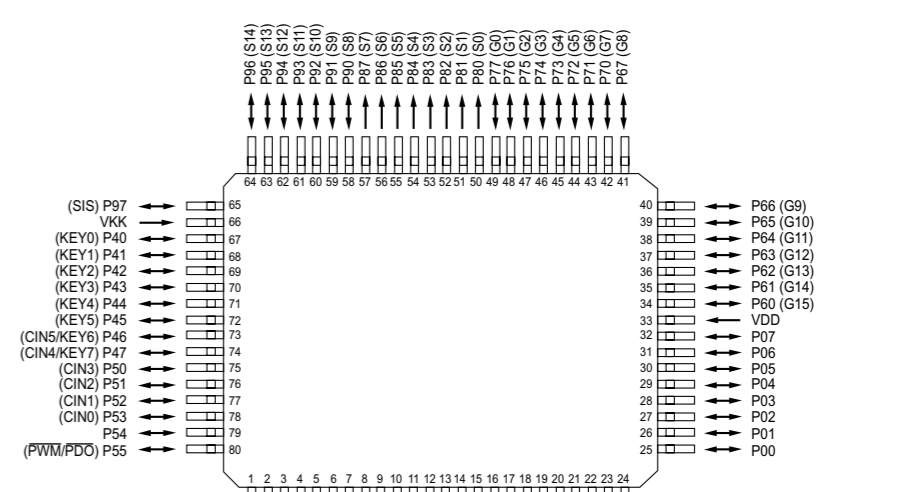 P96 (S14)
P95 (S13)
P94 (S12)
P93 (S11)
P92 (S10)
P91 (S9)
P90 (S8)
P87 (S7)
P86 (S6)
P85 (S5)
P84 (S4)
P83 (S3)
P82 (S2)
P81 (S1)
P80 (S0)
P77 (G0)
P76 (G1)
P75 (G2)
P74 (G3)
P73 (G4)
P72 (G5)
P71 (G6)
P70 (G7)
P67 (G8)
64 63 62 61 60 59 58 57 56 55 54 53 52 51 50 49 48 47 46 45 44 43 42 41
(SIS) P97 65
VKK 66
(KEY0) P40 67
(KEY1) P41 68
(KEY2) P42 69
(KEY3) P43 70
(KEY4) P44 71
(KEY5) P45 72
(CIN5/KEY6) P46 73
(CIN4/KEY7) P47 74
(CIN3) P50 75
(CIN2) P51 76
(CIN1) P52 77
(CIN0) P53 78
P54 79
(PWM/PDO) P55 80
40 P66 (G9)
39 P65 (G10)
38 P64 (G11)
37 P63 (G12)
36 P62 (G13)
35 P61 (G14)
34 P60 (G15)
33 VDD
32 P07
31 P06
30 P05
29 P04
28 P03
27 P02
26 P01
25 P00
1 2 3 4 5 6 7 8 9 10 11 12 13 14 15 16 17 18 19 20 21 22 23 24